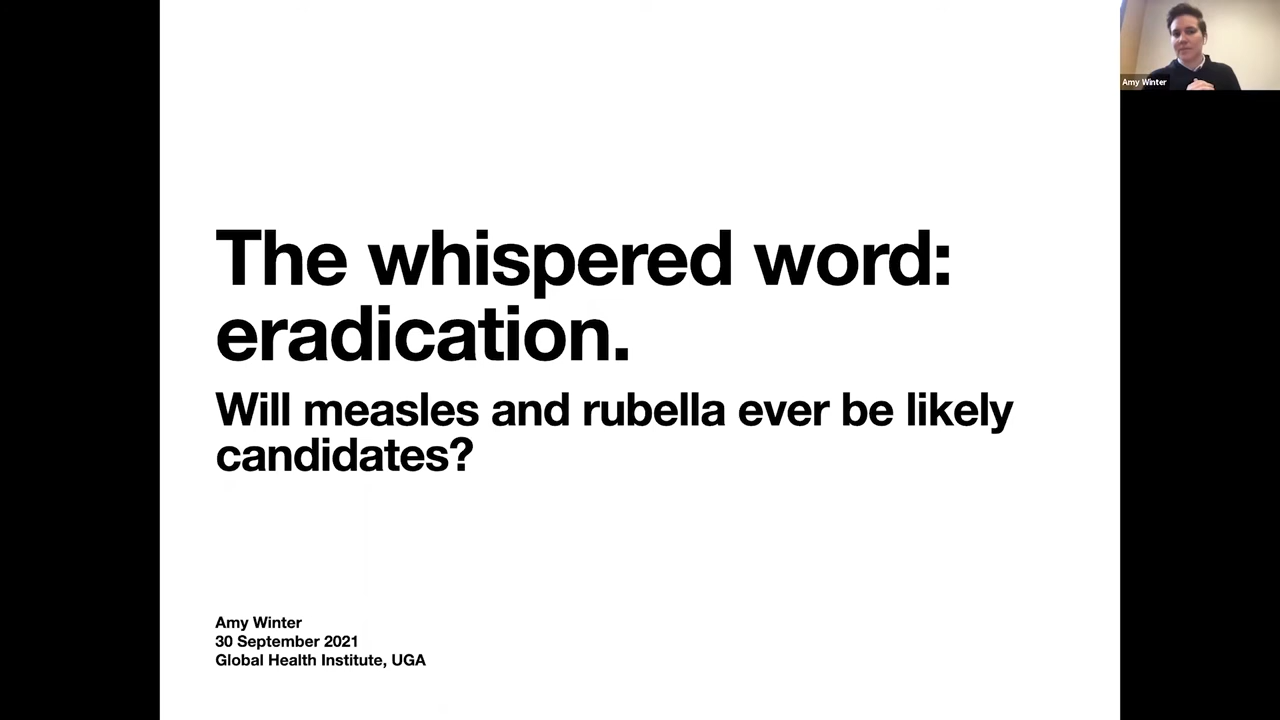 The whispered word:
eradication.
Will measles and rubella ever be likely
candidates?
Amy Winter
30 September 2021
Global Health Institute, UGA
Amy Winter